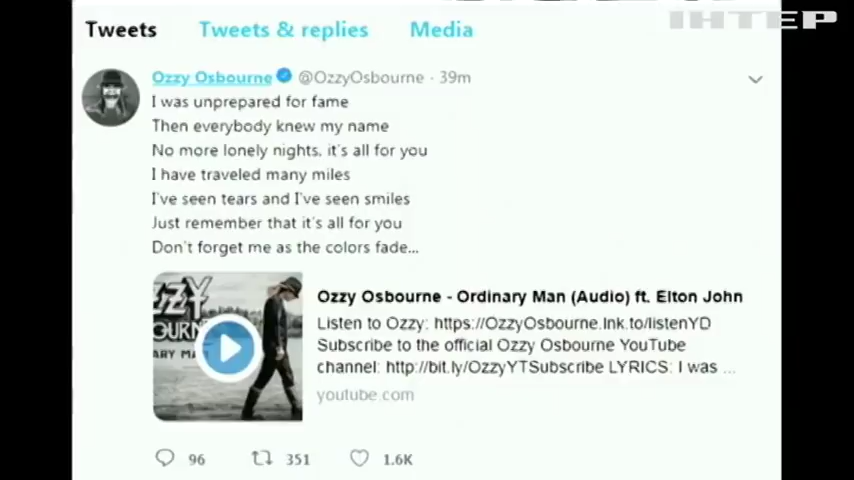 ІНТЕР
Tweets Tweets & replies Media
Ozzy Osbourne @OzzyOsbourne · 39m
I was unprepared for fame
Then everybody knew my name
No more lonely nights, it's all for you
I have traveled many miles
I've seen tears and I've seen smiles
Just remember that it's all for you
Don't forget me as the colors fade...
OZZY
OURN
ARY MA
Ozzy Osbourne - Ordinary Man (Audio) ft. Elton John
Listen to Ozzy: https://OzzyOsbourne.lnk.to/listenYD
Subscribe to the official Ozzy Osbourne YouTube
channel: http://bit.ly/OzzyYTSubscribe LYRICS: I was ...
youtube.com
96 351 1.6K